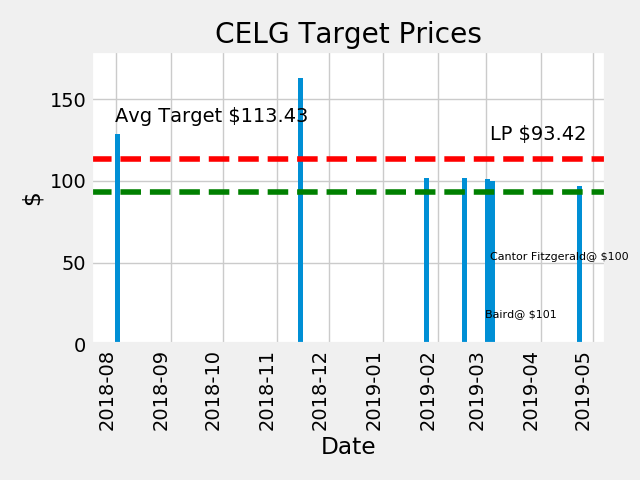 CELG Target Prices
150
Avg Target $113.43
LP $93.42
100
$
50
Cantor Fitzgerald@ $100
Baird@ $101
0
2018-08
2018-09
2018-10
2018-11
2018-12
2019-01
2019-02
2019-03
2019-04
2019-05
Date